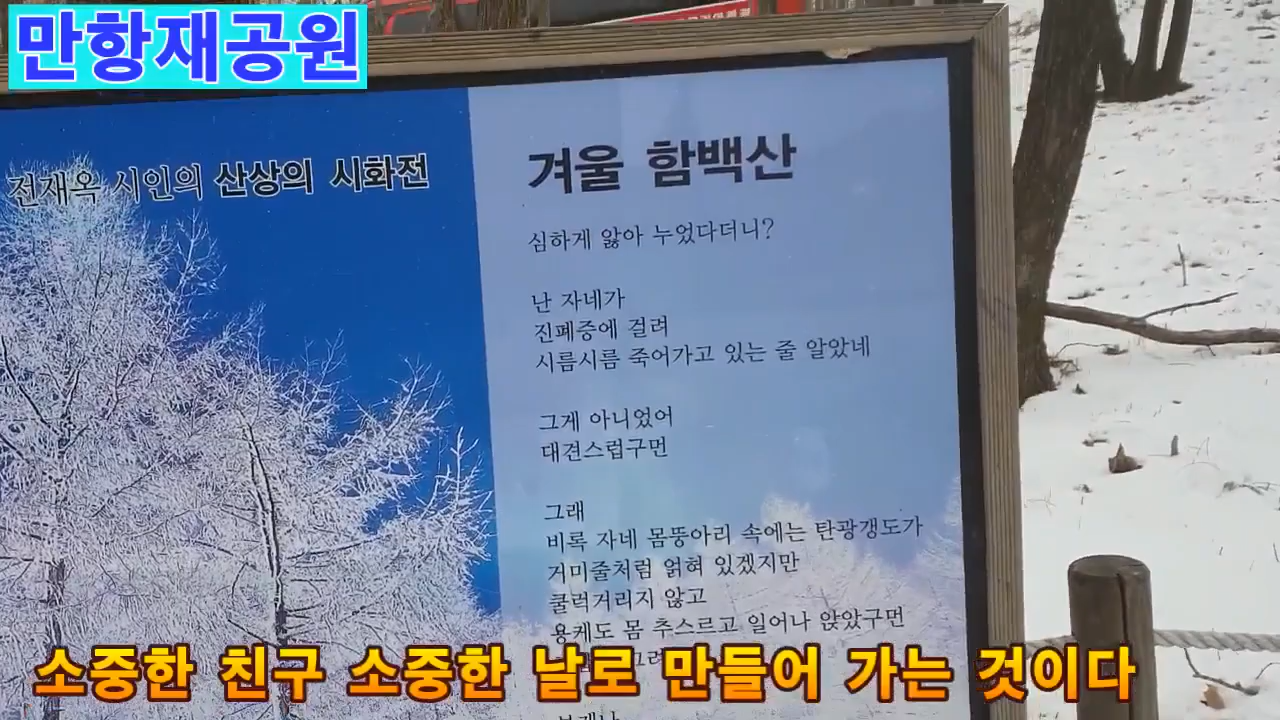 만항재공원
전재옥 시인의 산상의 시화전
겨울 함백산
심하게 앓아 누었다더니?
난 자네가
진폐증에 걸려
시름시름 죽어가고 있는 줄 알았네
그게 아니었어
대견스럽구먼
그래
비록 자네 몸뚱아리 속에는 탄광갱도가
거미줄처럼 얽혀 있겠지만
쿨럭거리지 않고
용케도 몸 추스르고 일어나 앉았구먼
소중한 친구 소중한 날로 만들어 가는 것이다